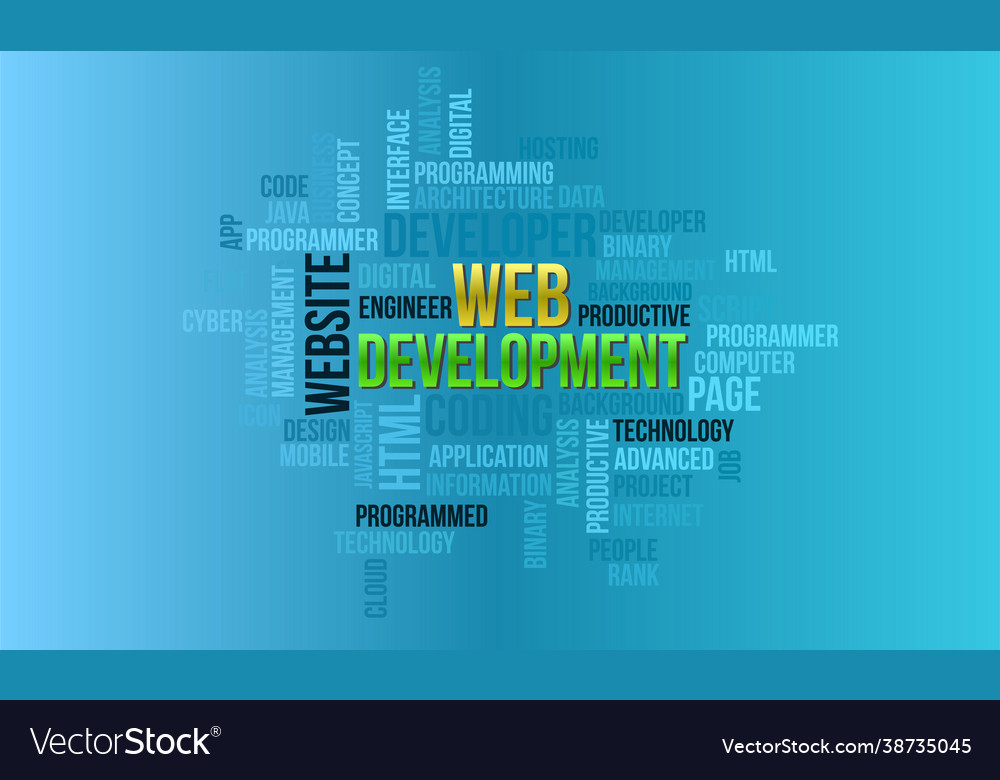 ANALYSIS
DIGITAL
INTERFACE
HOSTING
BUSINESS
CONCEPT
PROGRAMMING
CODE
ARCHITECTURE DATA
JAVA
APP
PROGRAMMER
DEVELOPER
DEVELOPER
BINARY
HTML
WEBSITE
DIGITAL
WEB
MANAGEMENT
BACKGROUND
MANAGEMENT
ENGINEER
PRODUCTIVE
SCRIPT
CYBER
ANALYSIS
DEVELOPMENT
PROGRAMMER
COMPUTER
PAGE
ICON
DESIGN
JAVASCRIPT
HTML
CODING
BACKGROUND
MOBILE
APPLICATION
ANALYSIS
PRODUCTIVE
TECHNOLOGY
ADVANCED
JOB
INFORMATION
PROJECT
PROGRAMMED
BINARY
INTERNET
TECHNOLOGY
PEOPLE
CLOUD
RANK
VectorStock®
VectorStock.com/38735045